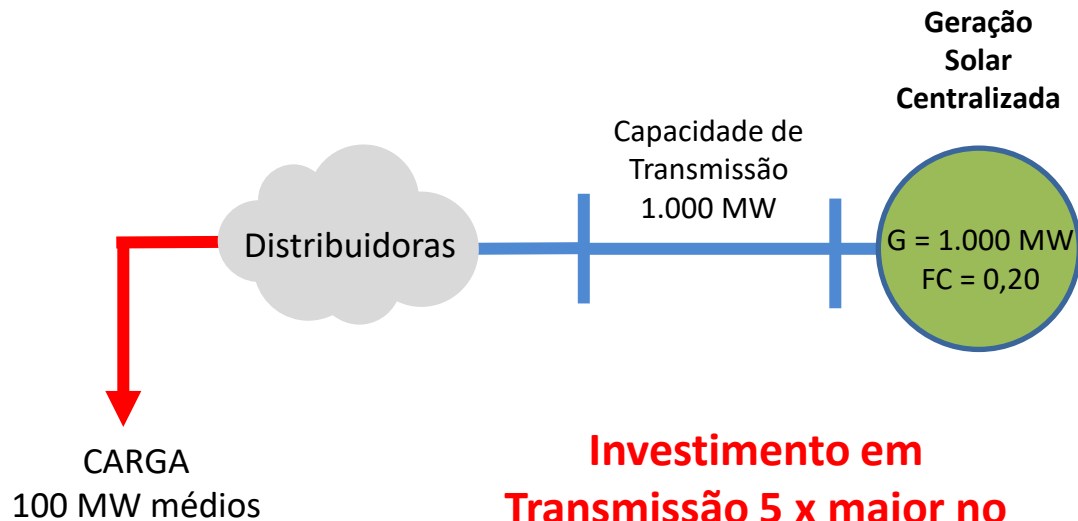 Geração
Solar
Centralizada
Capacidade de
Transmissão
1.000 MW
Distribuidoras
G = 1.000 MW
FC = 0,20
CARGA
100 MW médios
Investimento em
Transmissão 5 x maior no